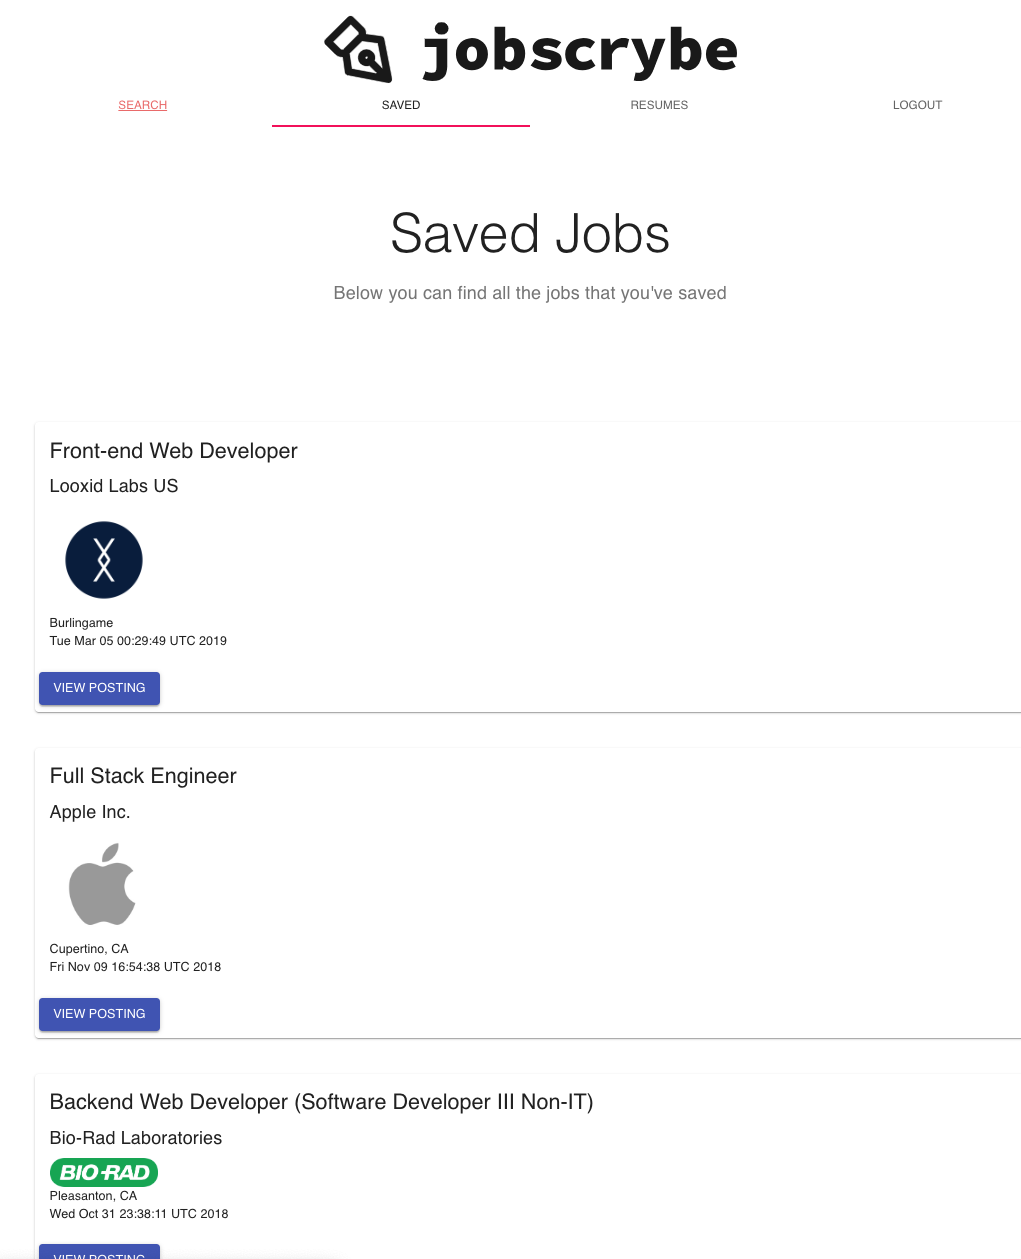 jobscrybe
SEARCH SAVED RESUMES LOGOUT
Saved Jobs
Below you can find all the jobs that you've saved
Front-end Web Developer
Looxid Labs US
Burlingame
Tue Mar 05 00:29:49 UTC 2019
VIEW POSTING
Full Stack Engineer
Apple Inc.
Cupertino, CA
Fri Nov 09 16:54:38 UTC 2018
VIEW POSTING
Backend Web Developer (Software Developer III Non-IT)
Bio-Rad Laboratories
BIO-RAD
Pleasanton, CA
Wed Oct 31 23:38:11 UTC 2018
VIEW POSTING